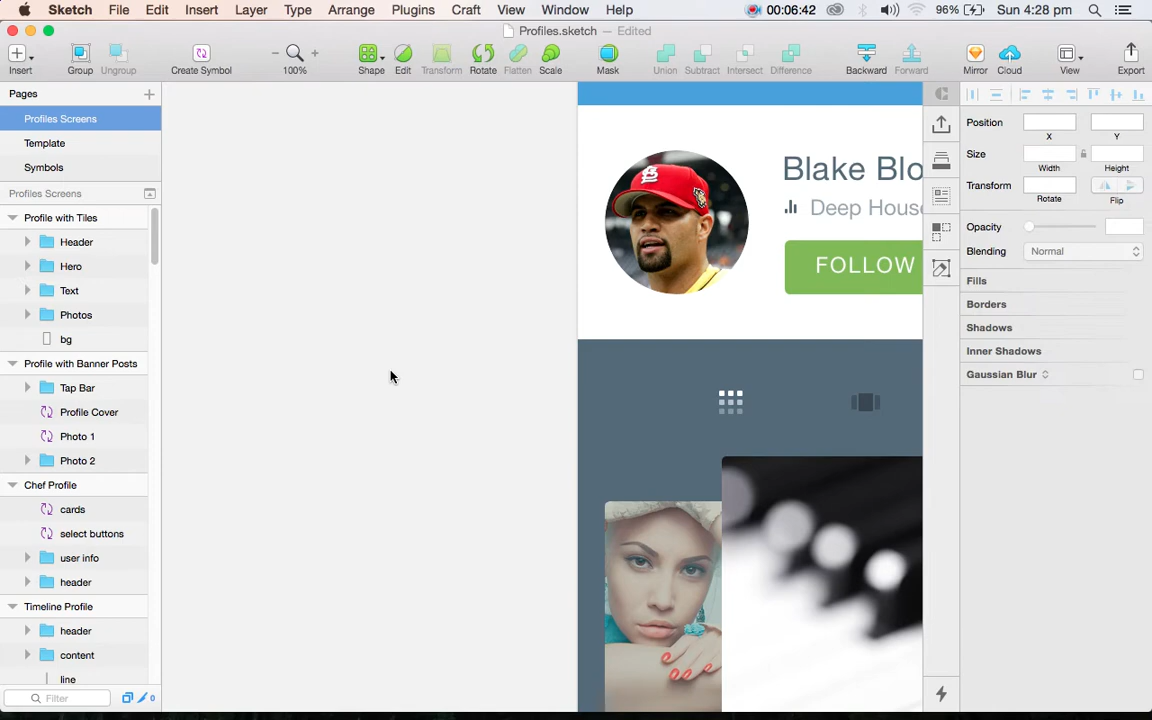 Sketch File Edit Insert Layer Type Arrange Plugins Craft View Window Help 00:06:42 96% Sun 4:28 pm
Profiles.sketch — Edited
Insert Group Ungroup Create Symbol 100% Shape Edit Transform Rotate Flatten Scale Mask Union Subtract Intersect Difference Backward Forward Mirror Cloud View Export
Pages
Profiles Screens
Template
Symbols
Profiles Screens
Profile with Tiles
Header
Hero
Text
Photos
bg
Profile with Banner Posts
Tap Bar
Profile Cover
Photo 1
Photo 2
Chef Profile
cards
select buttons
user info
header
Timeline Profile
header
content
line
Filter
0
Blake Blo
Deep House
FOLLOW
Position
X Y
Size
Width Height
Transform
Rotate Flip
Opacity
Blending Normal
Fills
Borders
Shadows
Inner Shadows
Gaussian Blur